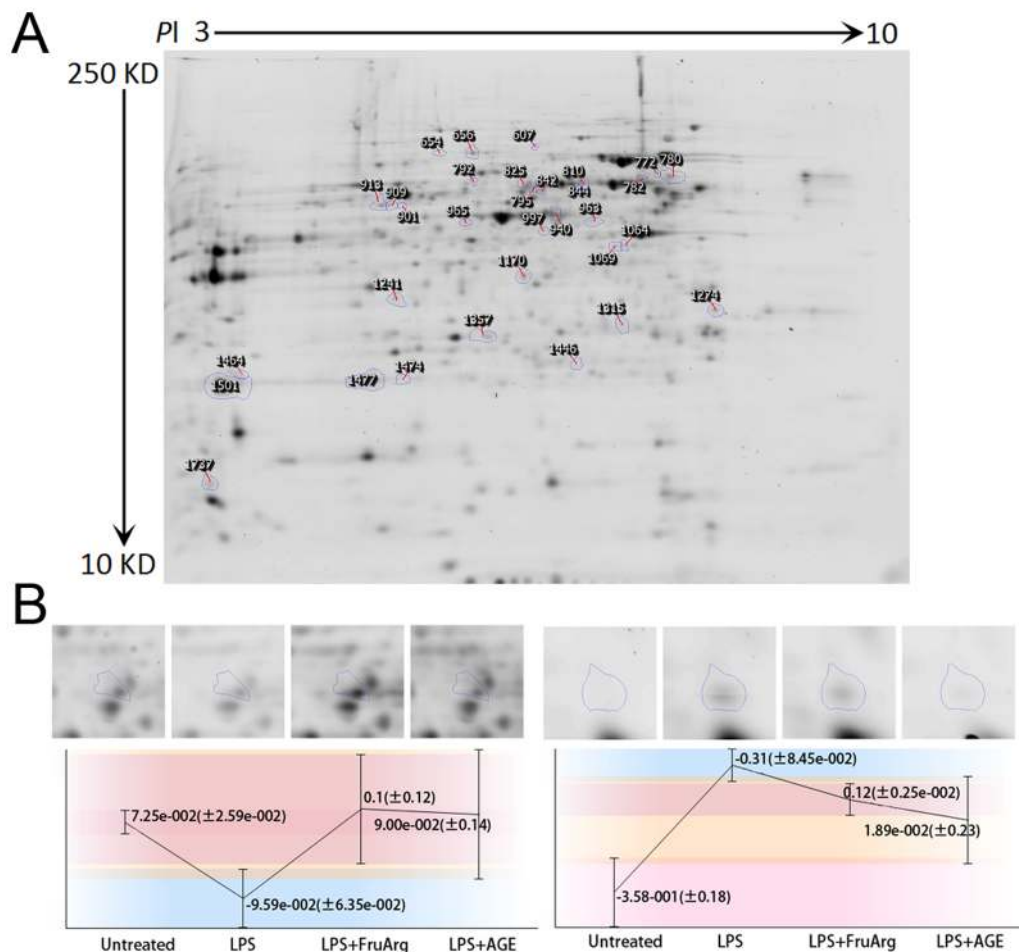 A
PI 3
10
250 KD
654
656
607
772
780
792
825
842
810
913
909
795
844
782
901
965
997
940
963
1064
1069
1170
1241
1274
1315
1357
1446
1464
1474
1501
1477
1737
10 KD
B
7.25e-002(±2.59e-002)
0.1(±0.12)
9.00e-002(±0.14)
-9.59e-002(±6.35e-002)
Untreated LPS LPS+FruArg LPS+AGE
-0.31(±8.45e-002)
0.12(±0.25e-002)
1.89e-002(±0.23)
-3.58-001(±0.18)
Untreated LPS LPS+FruArg LPS+AGE